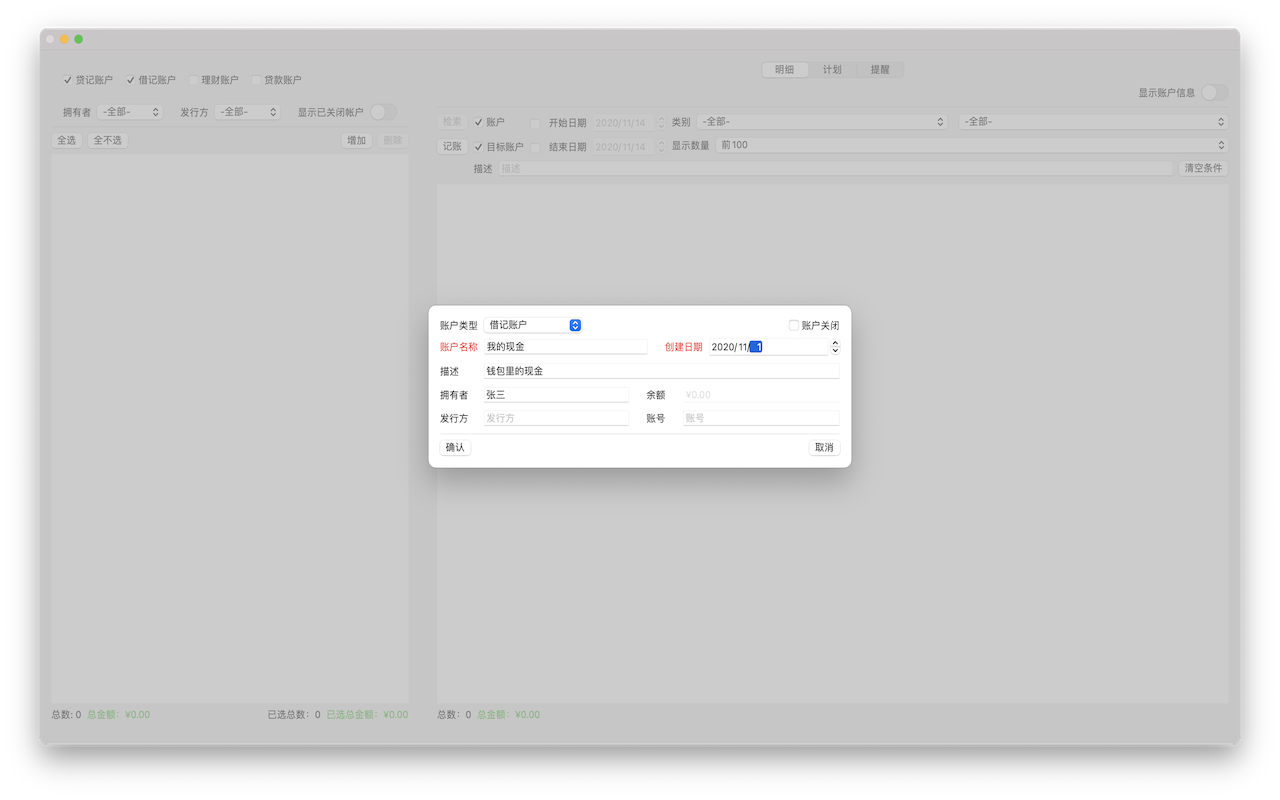 贷记账户 借记账户 理财账户 贷款账户
拥有者 -全部- 发行方 -全部- 显示已关闭帐户
全选 全不选 增加 删除
明细 计划 提醒
显示账户信息
检索 账户 开始日期 2020/11/14 类别 -全部- -全部-
记账 目标账户 结束日期 2020/11/14 显示数量 前100
描述 描述 清空条件
账户类型 借记账户 账户关闭
账户名称 我的现金 创建日期 2020/11/ 1
描述 钱包里的现金
拥有者 张三 余额 ¥0.00
发行方 发行方 账号 账号
确认 取消
总数: 0 总金额: ¥0.00 已选总数: 0 已选总金额: ¥0.00
总数: 0 总金额: ¥0.00